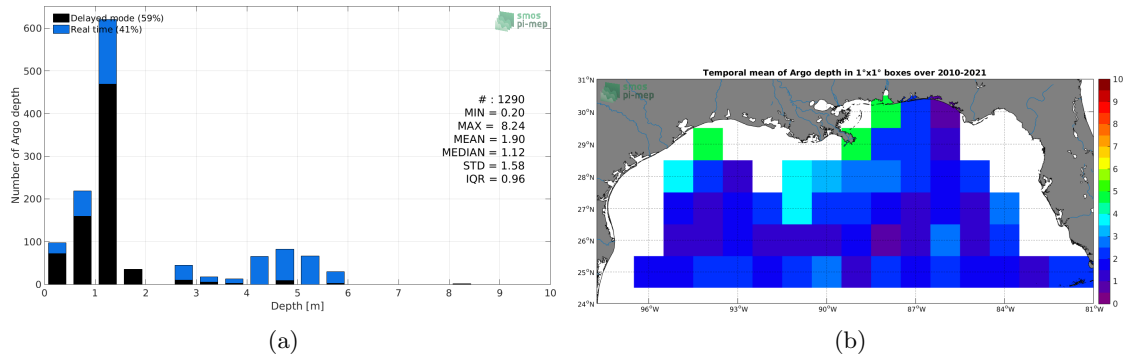 650
600
500
400
300
200
100
0
Number of Argo depth
Delayed mode (59%)
Real time (41%)
smos
pi-mep
# : 1290
MIN = 0.20
MAX = 8.24
MEAN = 1.90
MEDIAN = 1.12
STD = 1.58
IQR = 0.96
0 1 2 3 4 5 6 7 8 9 10
Depth [m]
(a)
Temporal mean of Argo depth in 1°x1° boxes over 2010-2021
smos
pi-mep
31°N
30°N
29°N
28°N
27°N
26°N
25°N
24°N
96°W 93°W 90°W 87°W 84°W 81°W
10
9
8
7
6
5
4
3
2
1
0
(b)